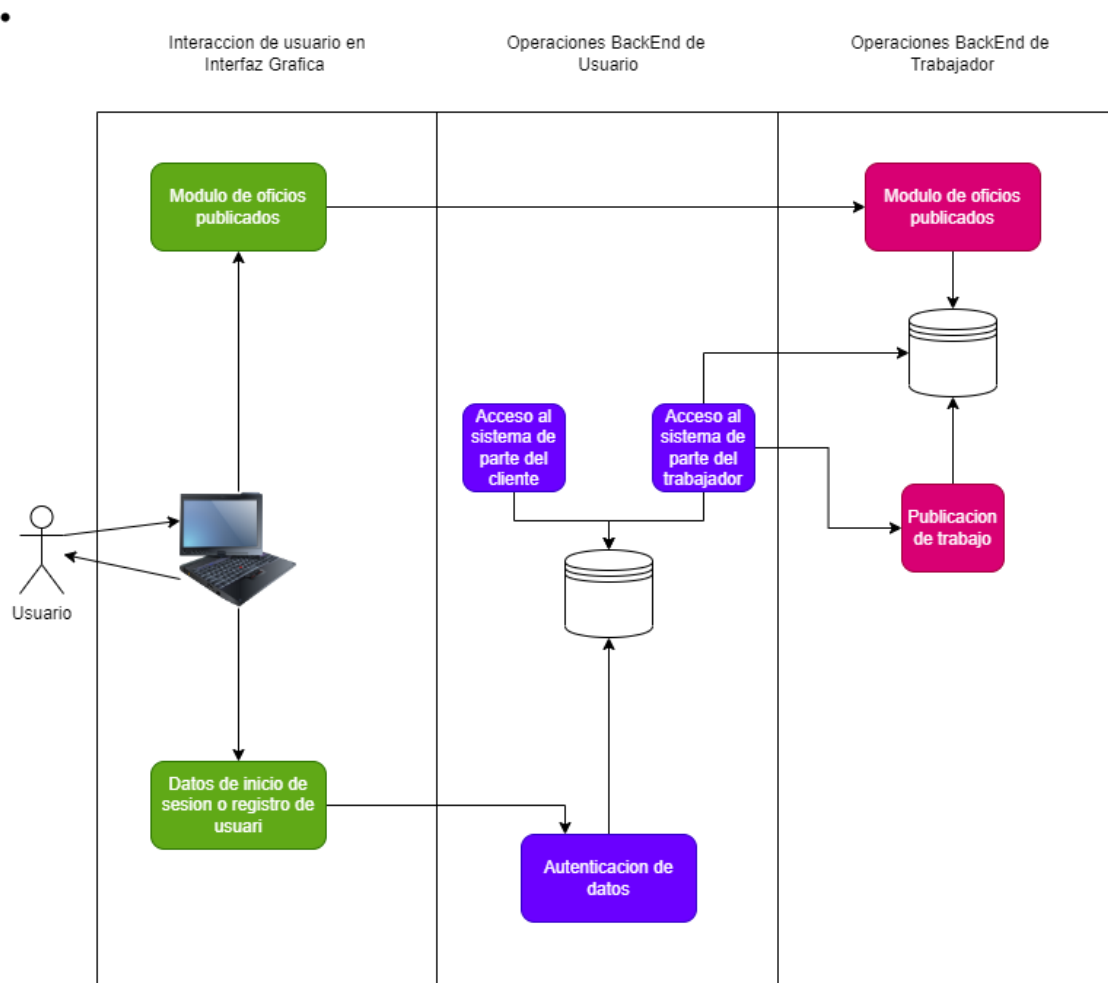 Interaccion de usuario en
Interfaz Grafica
Operaciones BackEnd de
Usuario
Operaciones BackEnd de
Trabajador
Modulo de oficios
publicados
Modulo de oficios
publicados
Acceso al
sistema de
parte del
cliente
Acceso al
sistema de
parte del
trabajador
Publicacion
de trabajo
Usuario
Datos de inicio de
sesion o registro de
usuari
Autenticacion de
datos